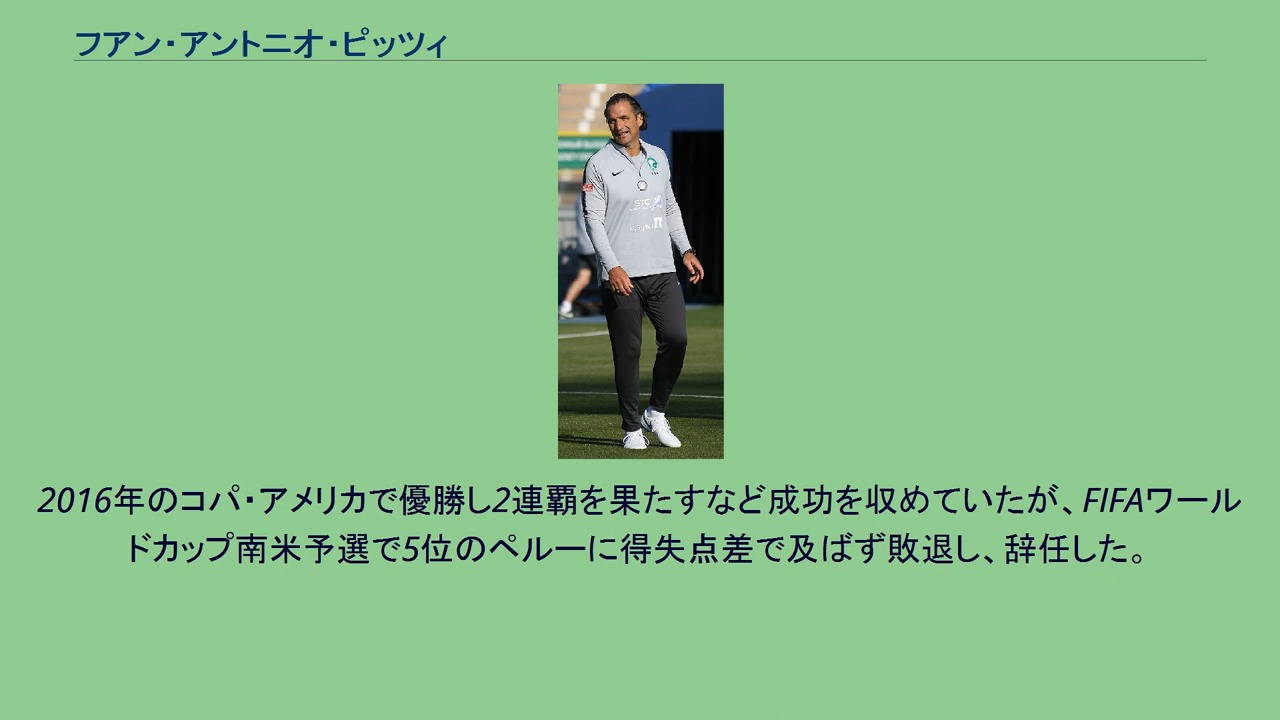 フアン・アントニオ・ピッツィ
2016年のコパ・アメリカで優勝し2連覇を果たすなど成功を収めていたが、FIFAワール
ドカップ南米予選で5位のペルーに得失点差で及ばず敗退し、辞任した。